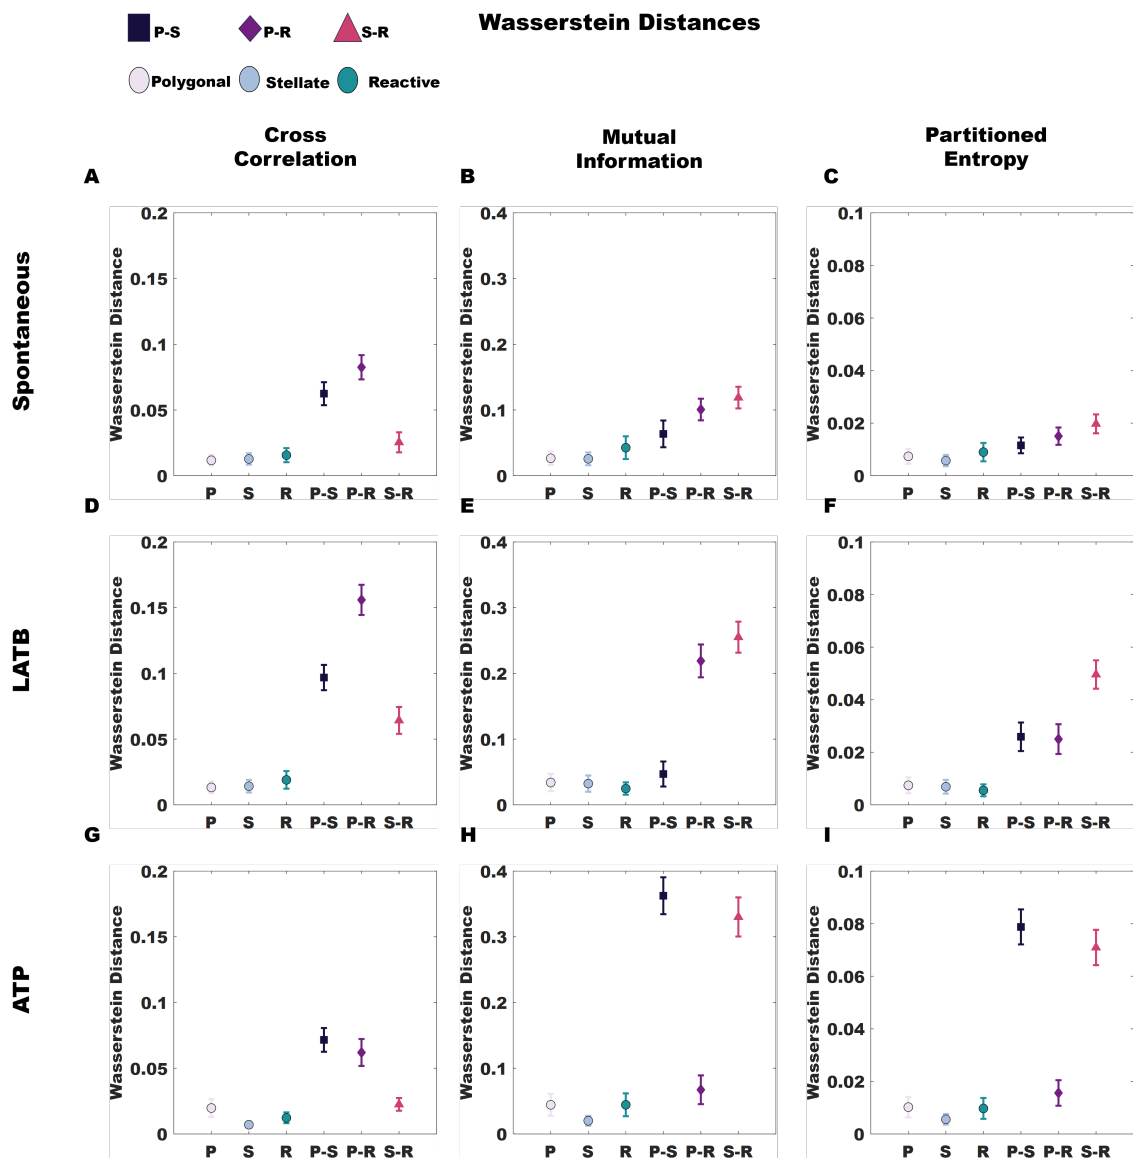 Wasserstein Distances
P-S P-R S-R
Polygonal Stellate Reactive
Cross
Correlation
Mutual
Information
Partitioned
Entropy
Spontaneous
A
Wasserstein Distance
0.2
0.15
0.1
0.05
0
P S R P-S P-R S-R
B
Wasserstein Distance
0.4
0.3
0.2
0.1
0
P S R P-S P-R S-R
C
Wasserstein Distance
0.1
0.08
0.06
0.04
0.02
0
P S R P-S P-R S-R
LATB
D
Wasserstein Distance
0.2
0.15
0.1
0.05
0
P S R P-S P-R S-R
E
Wasserstein Distance
0.4
0.3
0.2
0.1
0
P S R P-S P-R S-R
F
Wasserstein Distance
0.1
0.08
0.06
0.04
0.02
0
P S R P-S P-R S-R
ATP
G
Wasserstein Distance
0.2
0.15
0.1
0.05
0
P S R P-S P-R S-R
H
Wasserstein Distance
0.4
0.3
0.2
0.1
0
P S R P-S P-R S-R
I
Wasserstein Distance
0.1
0.08
0.06
0.04
0.02
0
P S R P-S P-R S-R